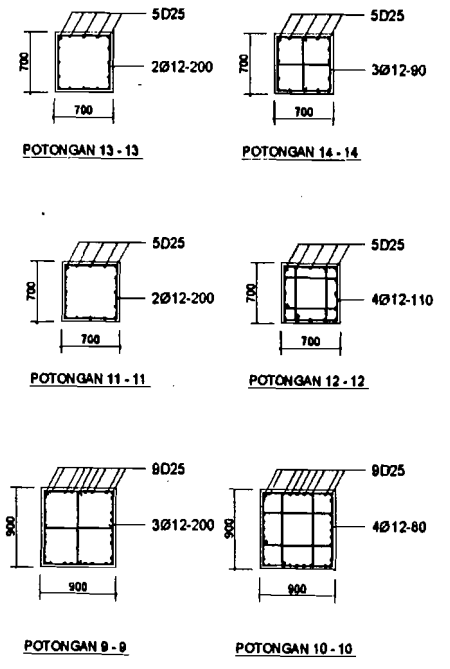 5D25
5D25
700
2Ø12-200
700
3Ø12-90
700
700
POTONGAN 13 - 13
POTONGAN 14 - 14
5D25
5D25
700
2Ø12-200
700
4Ø12-110
700
700
POTONGAN 11 - 11
POTONGAN 12 - 12
9D25
9D25
900
3Ø12-200
900
4Ø12-80
900
900
POTONGAN 9 - 9
POTONGAN 10 - 10